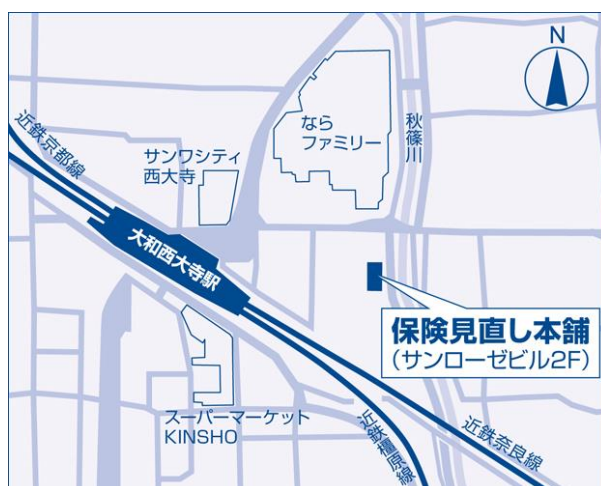 N
なら
ファミリー
秋篠川
近鉄京都線
サンワシティ
西大寺
大和西大寺駅
保険見直し本舗
(サンローゼビル2F)
スーパーマーケット
KINSHO
近鉄橿原線
近鉄奈良線